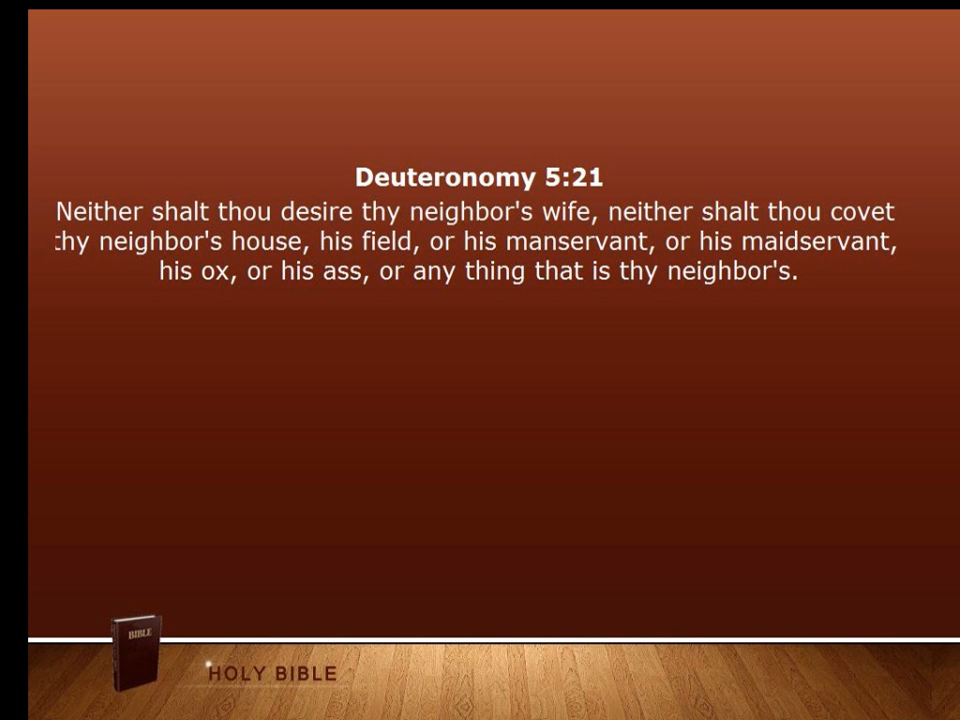 Deuteronomy 5:21
Neither shalt thou desire thy neighbor's wife, neither shalt thou covet
thy neighbor's house, his field, or his manservant, or his maidservant,
his ox, or his ass, or any thing that is thy neighbor's.
BIBLE
HOLY BIBLE